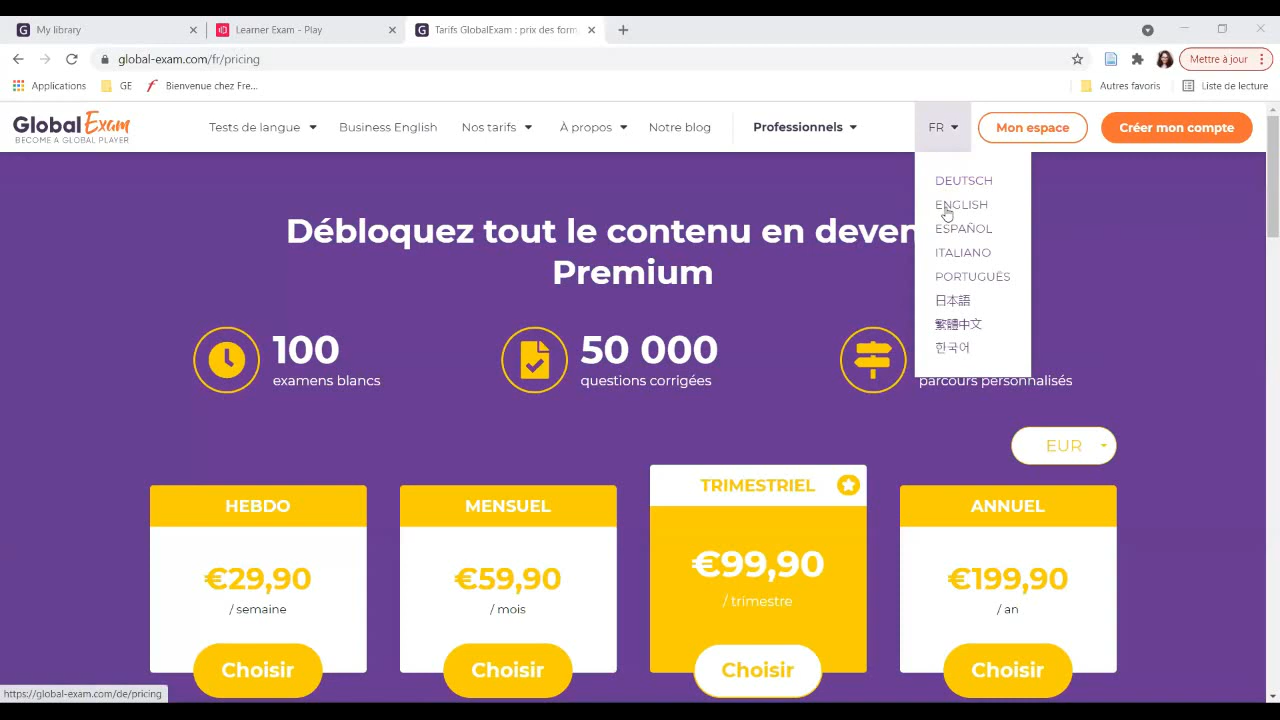 My library
Learner Exam - Play
Tarifs GlobalExam : prix des form
global-exam.com/fr/pricing
Mettre à jour
Applications
GE
Bienvenue chez Fre...
Autres favoris
Liste de lecture
Global Exam
BECOME A GLOBAL PLAYER
Tests de langue
Business English
Nos tarifs
À propos
Notre blog
Professionnels
FR
Mon espace
Créer mon compte
DEUTSCH
ENGLISH
ESPAÑOL
ITALIANO
PORTUGUÊS
日本語
繁體中文
한국어
Débloquez tout le contenu en deven
Premium
100
examens blancs
50 000
questions corrigées
parcours personnalisés
EUR
HEBDO
€29,90
/ semaine
Choisir
MENSUEL
€59,90
/ mois
Choisir
TRIMESTRIEL
€99,90
/ trimestre
Choisir
ANNUEL
€199,90
/ an
Choisir
https://global-exam.com/de/pricing